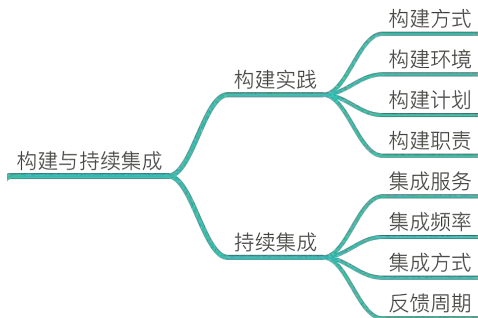 构建与持续集成
构建实践
构建方式
构建环境
构建计划
构建职责
持续集成
集成服务
集成频率
集成方式
反馈周期